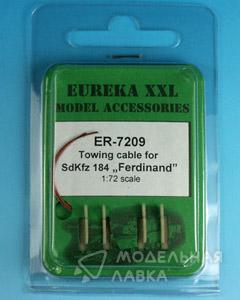 EUREKA XXL
MODEL ACCESSORIES
ER-7209
Towing cable for
SdKfz 184 „Ferdinand”
1:72 scale
МОДЕЛЬНАЯ
ЛАВКА